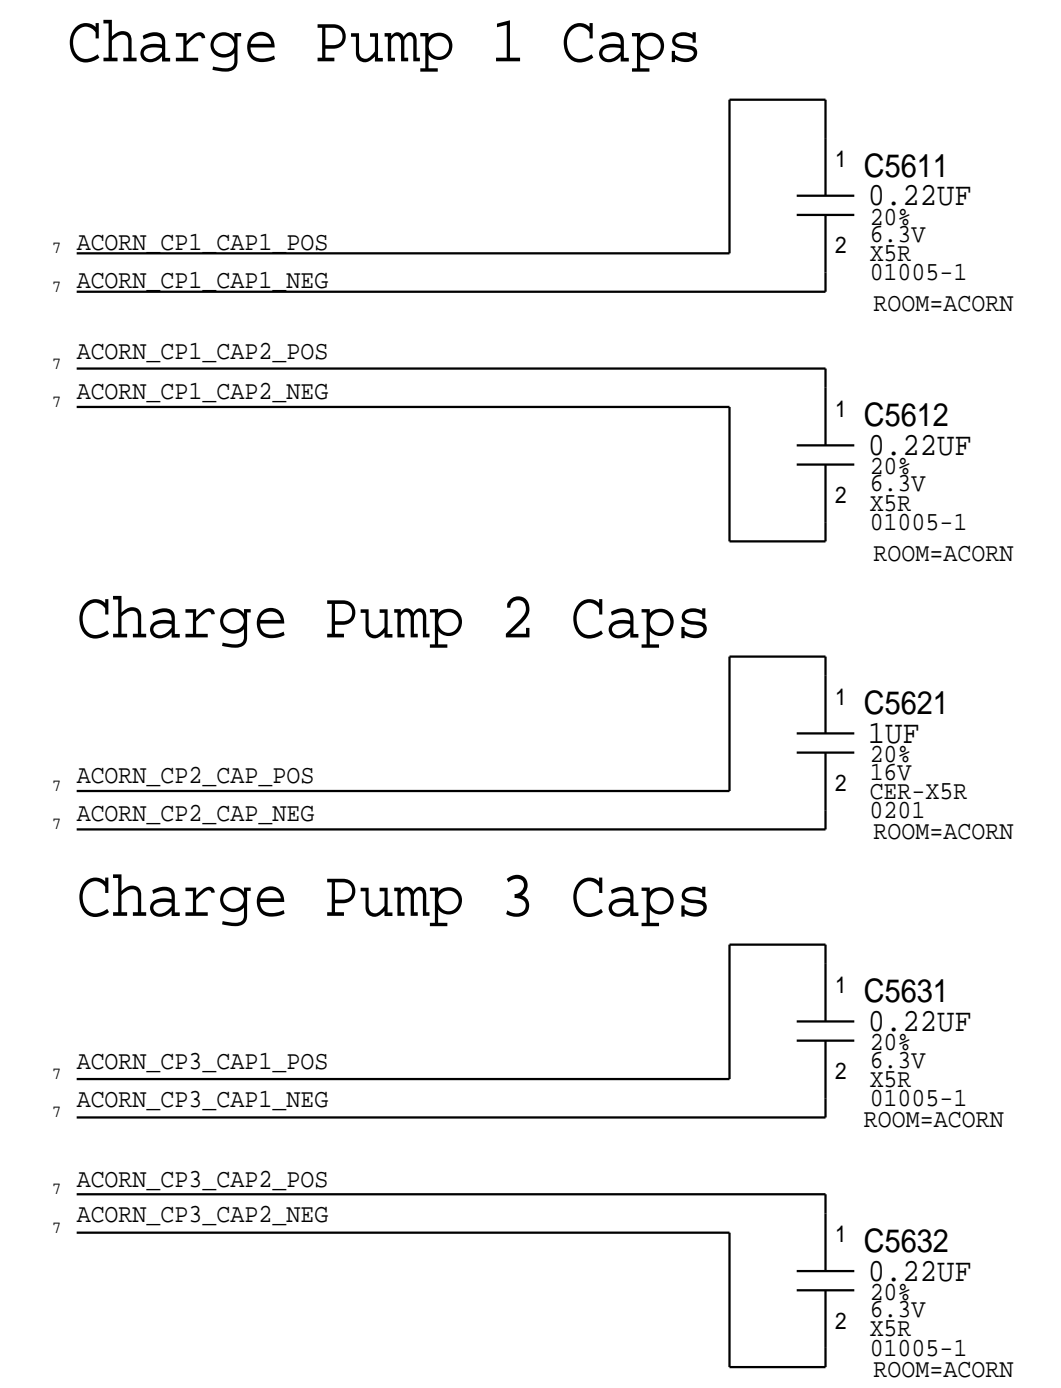 Charge Pump 1 Caps
1
C5611
0.22UF
20%
6.3V
X5R
01005-1
2
ROOM=ACORN
7 ACORN_CP1_CAP1_POS
7 ACORN_CP1_CAP1_NEG
7 ACORN_CP1_CAP2_POS
7 ACORN_CP1_CAP2_NEG
1
C5612
0.22UF
20%
6.3V
X5R
01005-1
2
ROOM=ACORN
Charge Pump 2 Caps
1
C5621
1UF
20%
16V
CER-X5R
0201
2
ROOM=ACORN
7 ACORN_CP2_CAP_POS
7 ACORN_CP2_CAP_NEG
Charge Pump 3 Caps
1
C5631
0.22UF
20%
6.3V
X5R
01005-1
2
ROOM=ACORN
7 ACORN_CP3_CAP1_POS
7 ACORN_CP3_CAP1_NEG
7 ACORN_CP3_CAP2_POS
7 ACORN_CP3_CAP2_NEG
1
C5632
0.22UF
20%
6.3V
X5R
01005-1
2
ROOM=ACORN